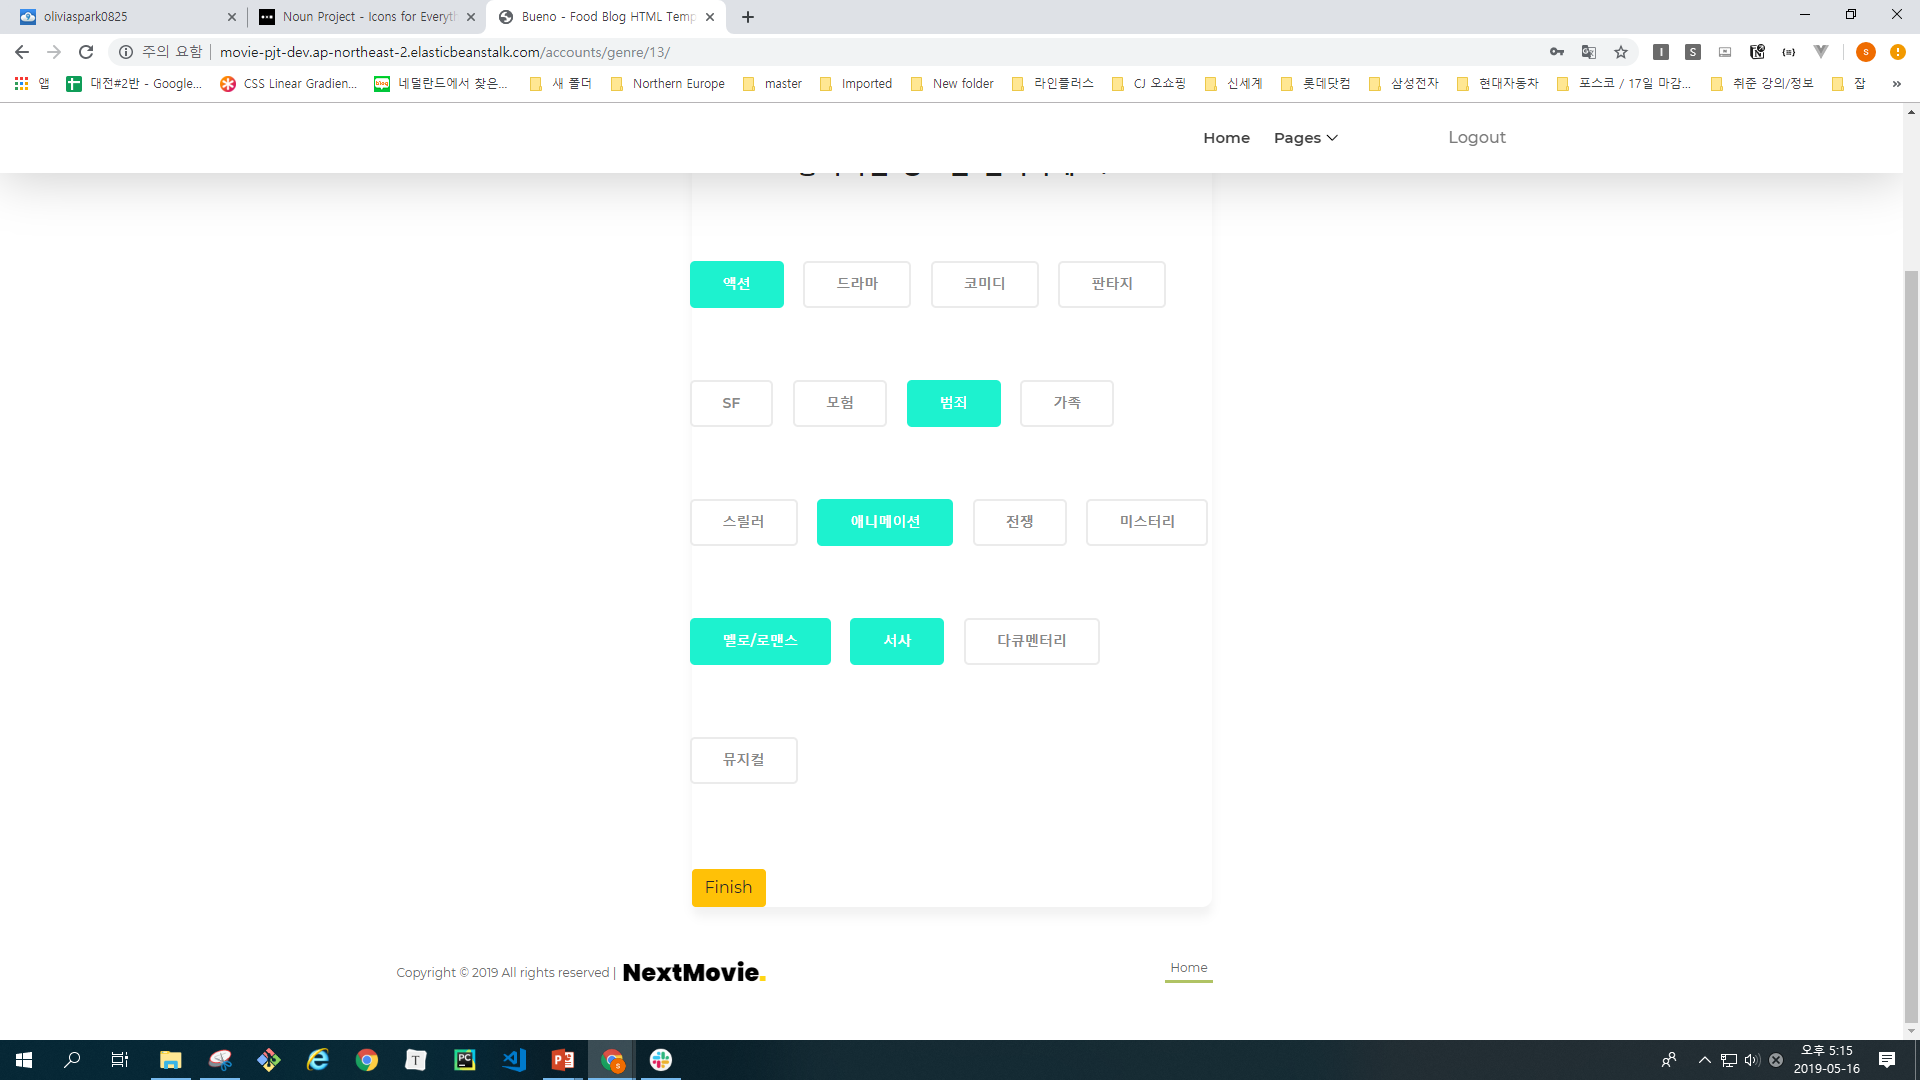 oliviaspark0825
Noun Project - Icons for Everyth
Bueno - Food Blog HTML Temp
주의 요함 | movie-pjt-dev.ap-northeast-2.elasticbeanstalk.com/accounts/genre/13/
앱 대전#2반 - Google... CSS Linear Gradien... 네덜란드에서 찾은... 새 폴더 Northern Europe master Imported New folder 라인플러스 CJ 오쇼핑 신세계 롯데닷컴 삼성전자 현대자동차 포스코 / 17일 마감... 취준 강의/정보 잡 »
Home Pages Logout
액션 드라마 코미디 판타지
SF 모험 범죄 가족
스릴러 애니메이션 전쟁 미스터리
멜로/로맨스 서사 다큐멘터리
뮤지컬
Finish
Copyright © 2019 All rights reserved | NextMovie. Home
오후 5:15
2019-05-16